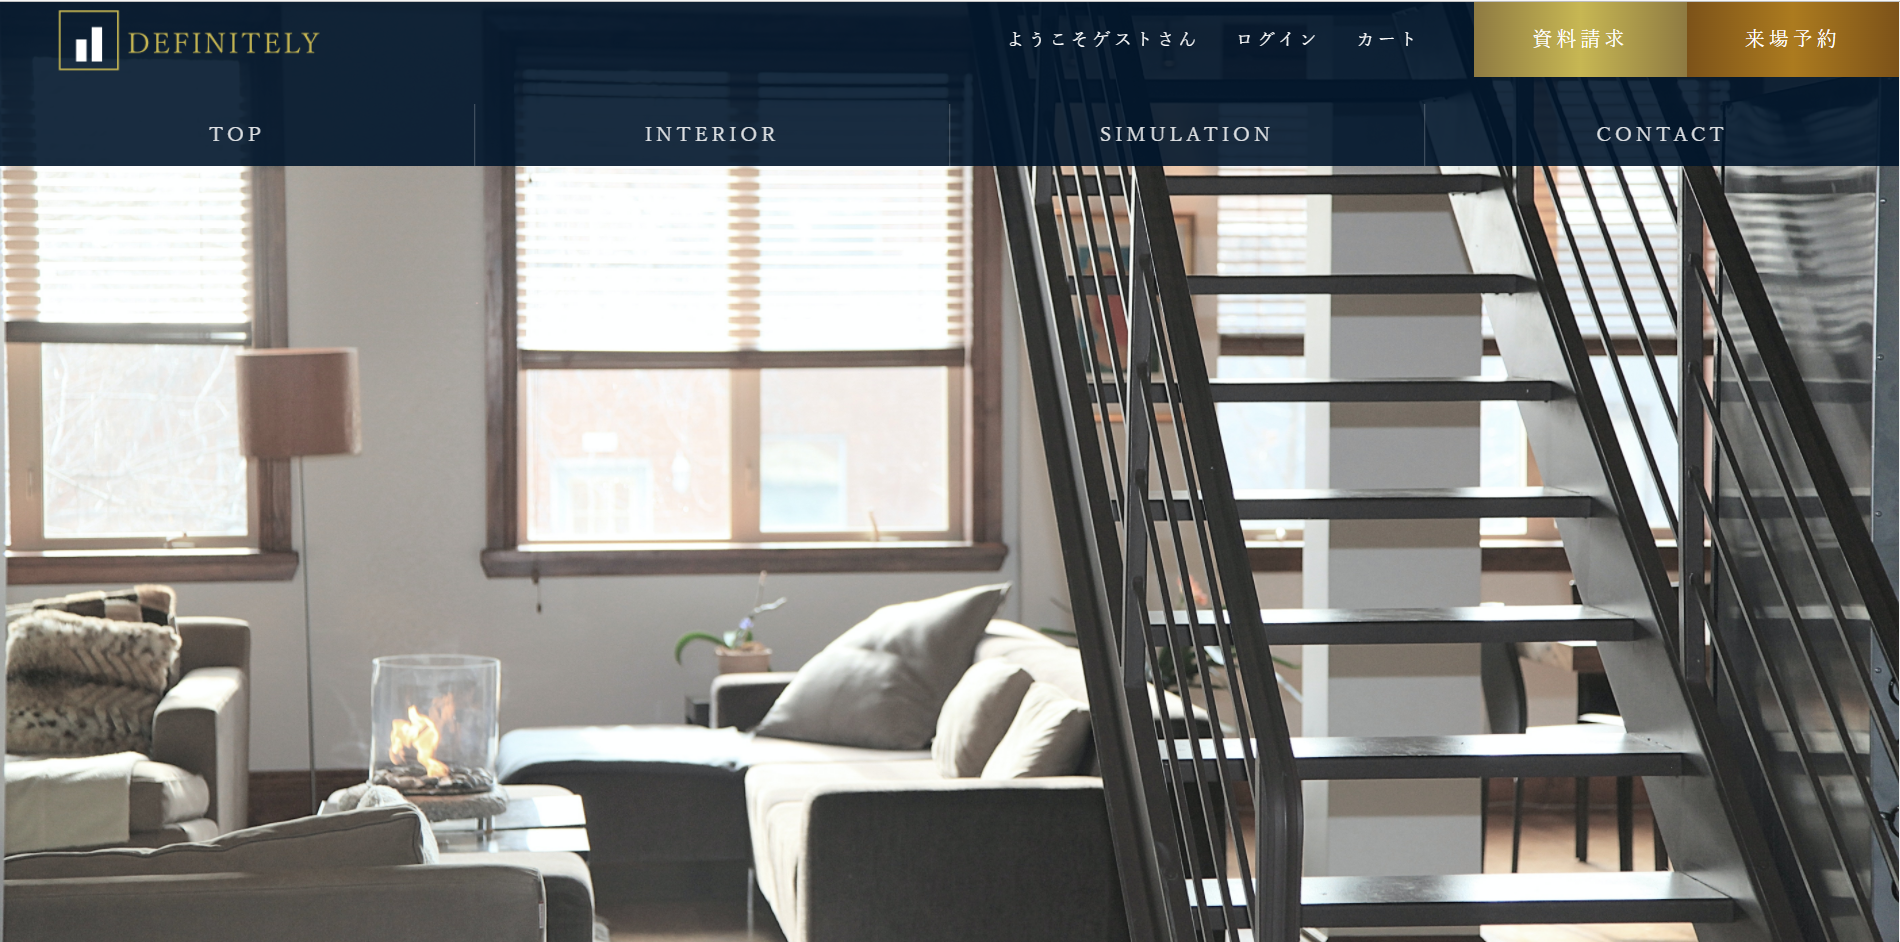 DEFINITELY
ようこそゲストさん ログイン カート 資料請求 来場予約
TOP INTERIOR SIMULATION CONTACT